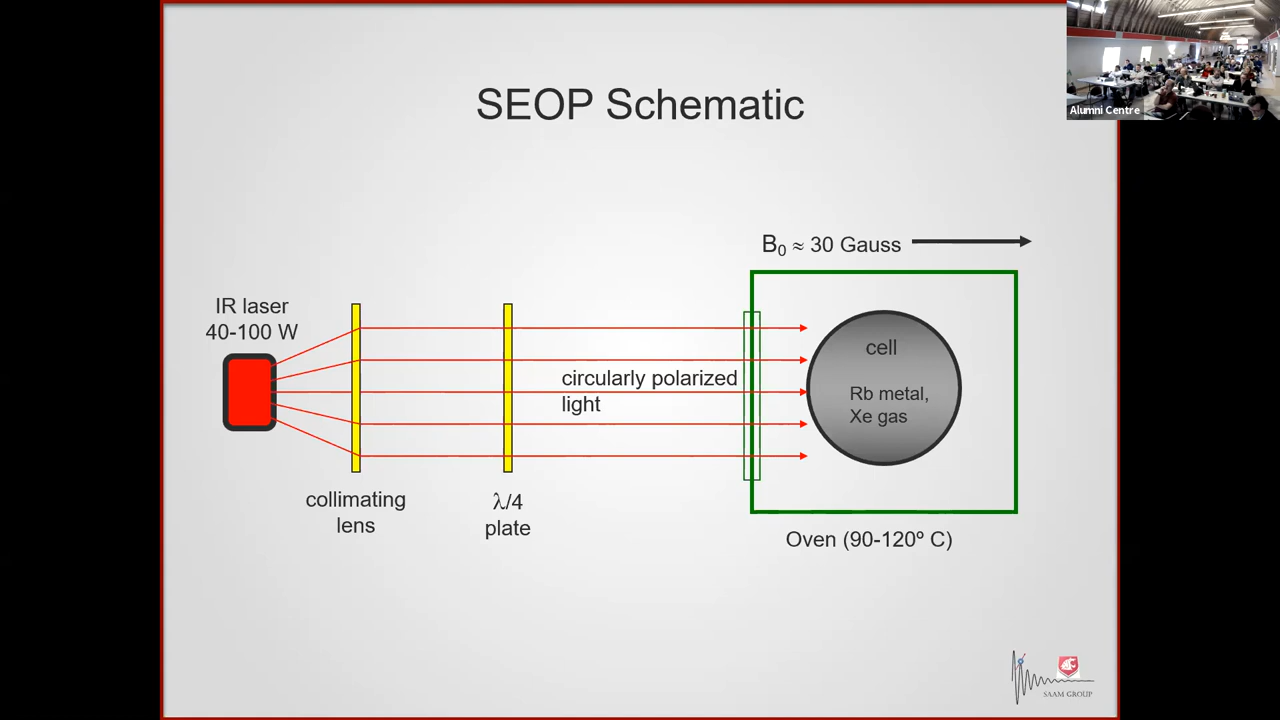 Alumni Centre
SEOP Schematic
B₀ ≈ 30 Gauss
IR laser
40-100 W
cell
Rb metal,
Xe gas
circularly polarized
light
collimating
lens
λ/4
plate
Oven (90-120º C)
SAAM GROUP